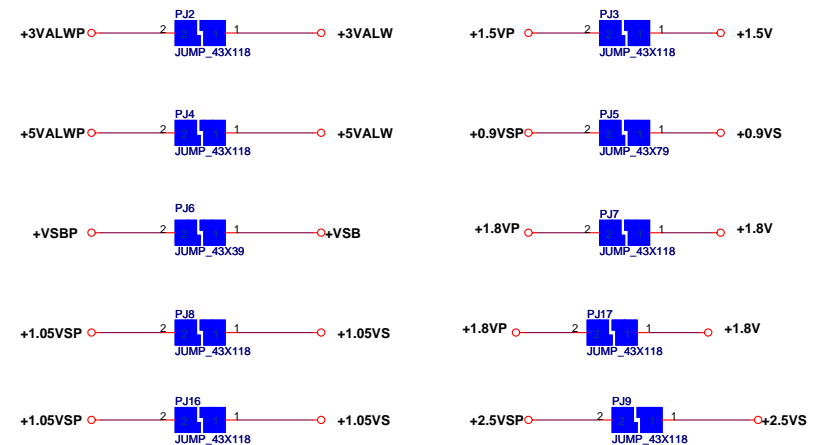 PJ2
+3VALWP 2 2 1 1 +3VALW
JUMP_43X118
PJ3
+1.5VP 2 2 1 1 +1.5V
JUMP_43X118
PJ4
+5VALWP 2 2 1 1 +5VALW
JUMP_43X118
PJ5
+0.9VSP 2 2 1 1 +0.9VS
JUMP_43X79
PJ6
+VSBP 2 2 1 1 +VSB
JUMP_43X39
PJ7
+1.8VP 2 2 1 1 +1.8V
JUMP_43X118
PJ8
+1.05VSP 2 2 1 1 +1.05VS
JUMP_43X118
PJ17
+1.8VP 2 2 1 1 +1.8V
JUMP_43X118
PJ16
+1.05VSP 2 2 1 1 +1.05VS
JUMP_43X118
PJ9
+2.5VSP 2 2 1 1 +2.5VS
JUMP_43X118